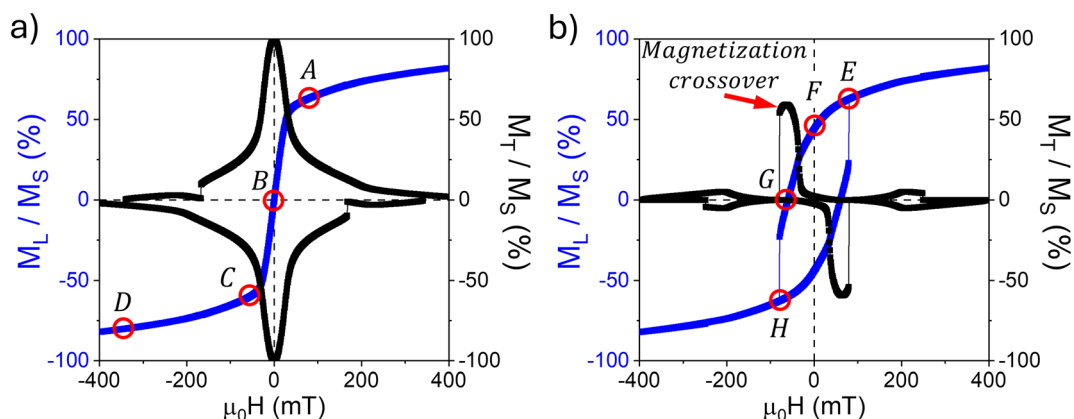 a)
M_L / M_S (%)
100
50
0
-50
-100
A
B
C
D
100
50
0
-50
-100
M_T / M_S (%)
-400 -200 0 200 400
μ₀H (mT)
b)
M_L / M_S (%)
100
50
0
-50
-100
Magnetization
crossover
E
F
G
H
100
50
0
-50
-100
M_T / M_S (%)
-400 -200 0 200 400
μ₀H (mT)